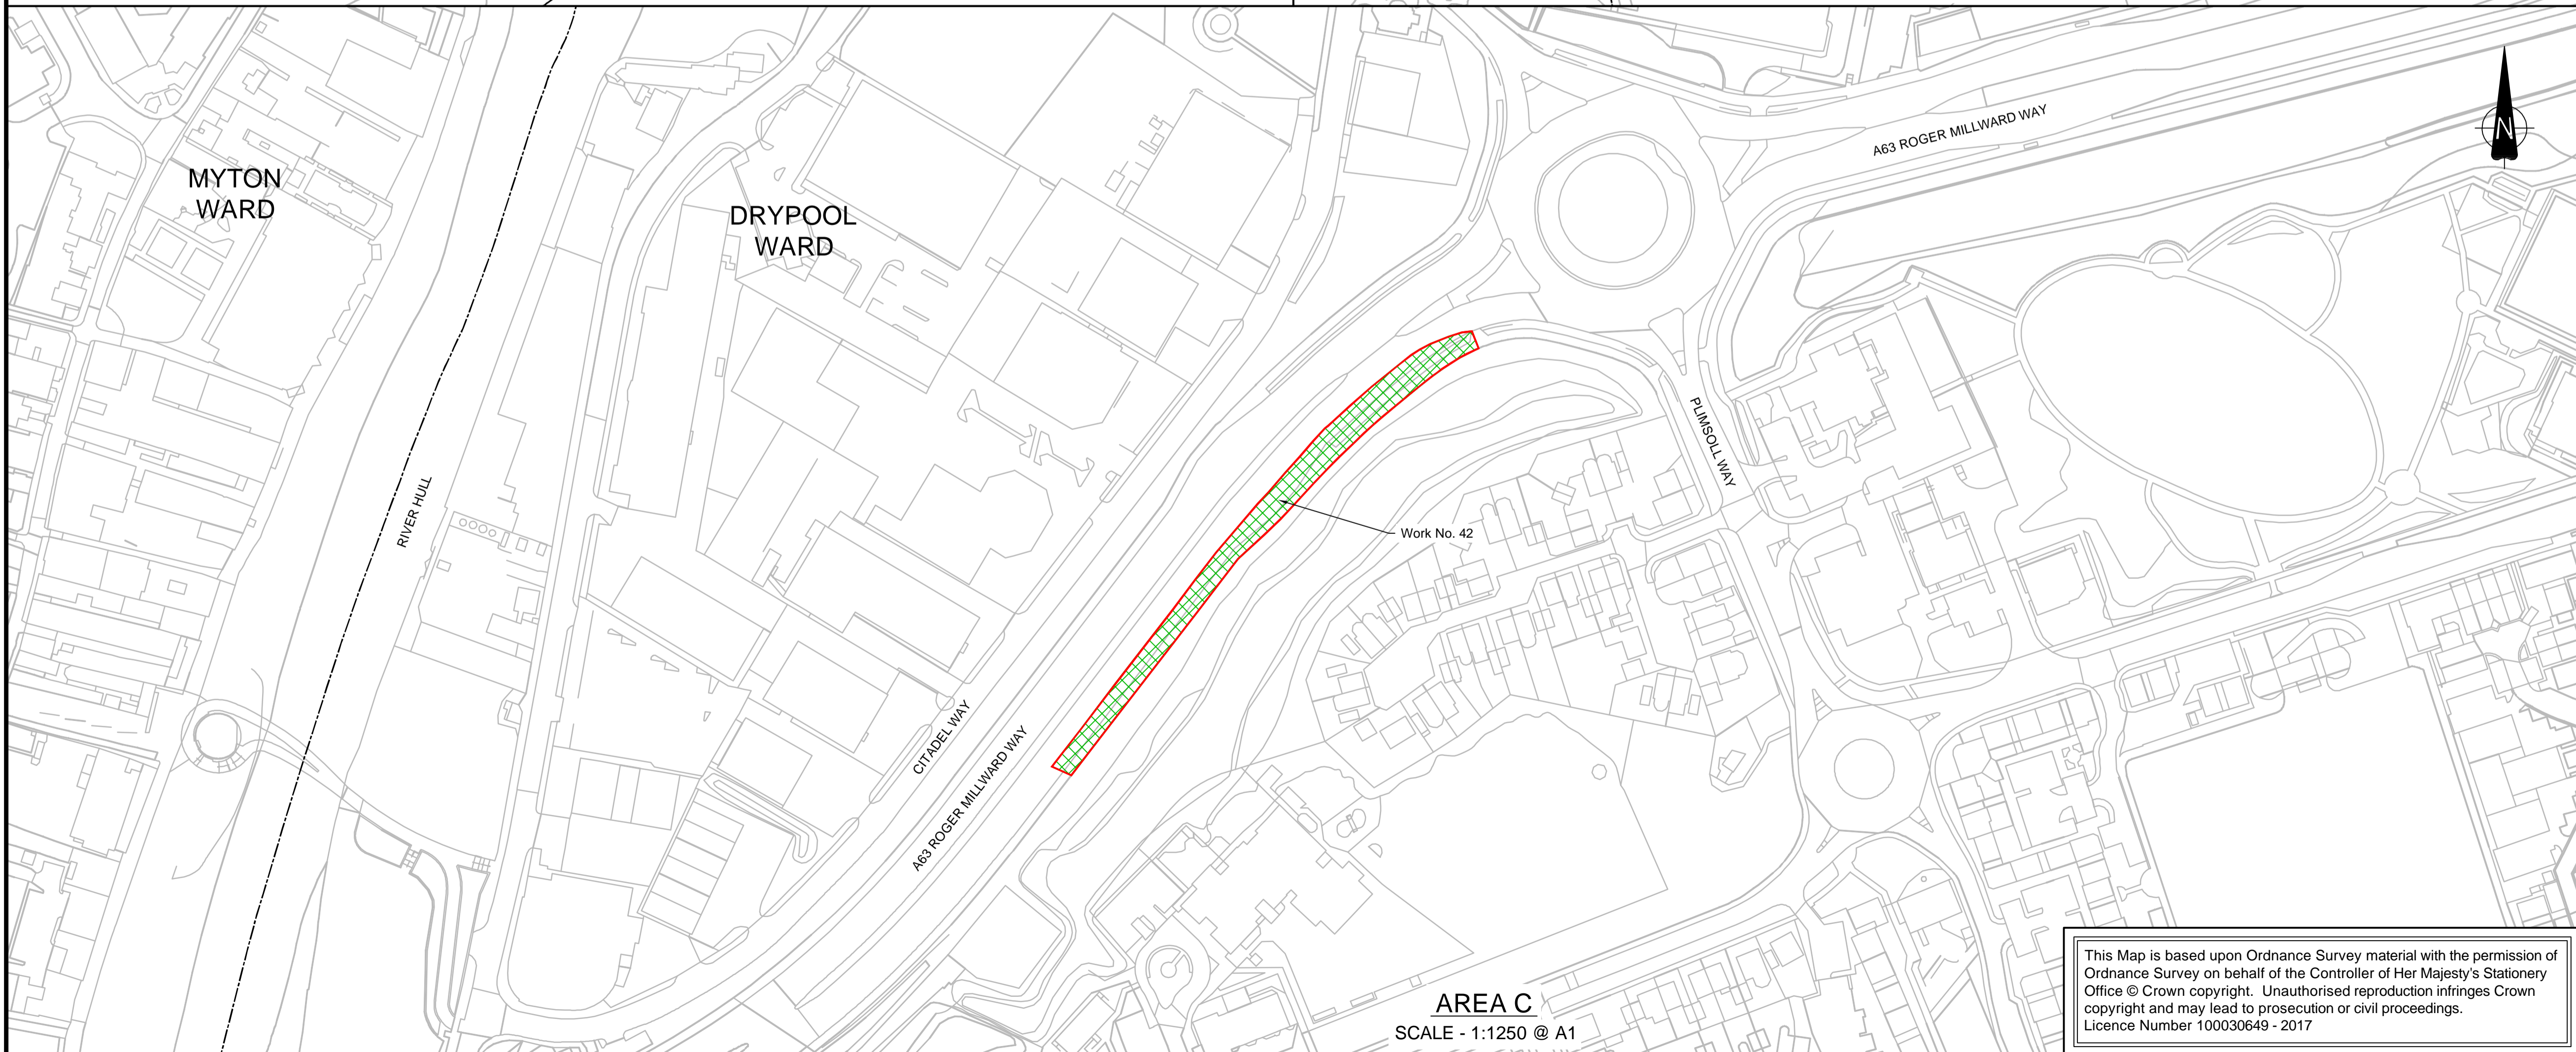 MYTON
WARD
DRYPOOL
WARD
A63 ROGER MILLWARD WAY
N
PLIMSOLL WAY
RIVER HULL
Work No. 42
CITADEL WAY
A63 ROGER MILLWARD WAY
AREA C
SCALE - 1:1250 @ A1
This Map is based upon Ordnance Survey material with the permission of
Ordnance Survey on behalf of the Controller of Her Majesty's Stationery
Office © Crown copyright. Unauthorised reproduction infringes Crown
copyright and may lead to prosecution or civil proceedings.
Licence Number 100030649 - 2017